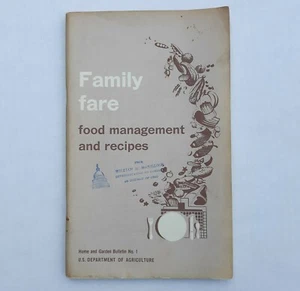 Family
fare
food management
and recipes
Home and Garden Bulletin No. 1
U.S. DEPARTMENT OF AGRICULTURE